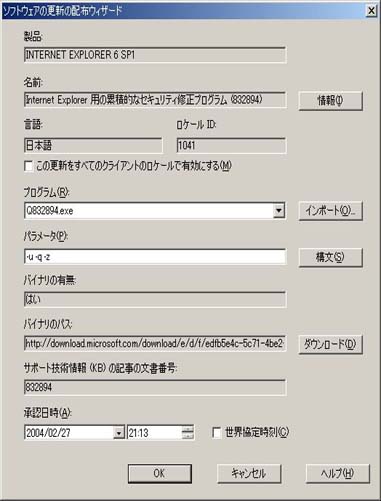 ソフトウェアの更新の配布ウィザード
製品:
INTERNET EXPLORER 6 SP1
名前:
Internet Explorer 用の累積的なセキュリティ修正プログラム (832894)
情報(I)
言語:
ロケール ID:
日本語
1041
この更新をすべてのクライアントのロケールで有効にする(M)
プログラム(R):
Q832894.exe
インポート(O)...
パラメータ(P):
-u -q -z
構文(S)
バイナリの有無:
はい
バイナリのパス:
http://download.microsoft.com/download/e/d/f/edfb5e4c-5c71-4be2-
ダウンロード(D)
サポート技術情報 (KB) の記事の文書番号:
832894
承認日時(A):
2004/02/27
21:13
世界協定時刻(C)
OK
キャンセル
ヘルプ(H)